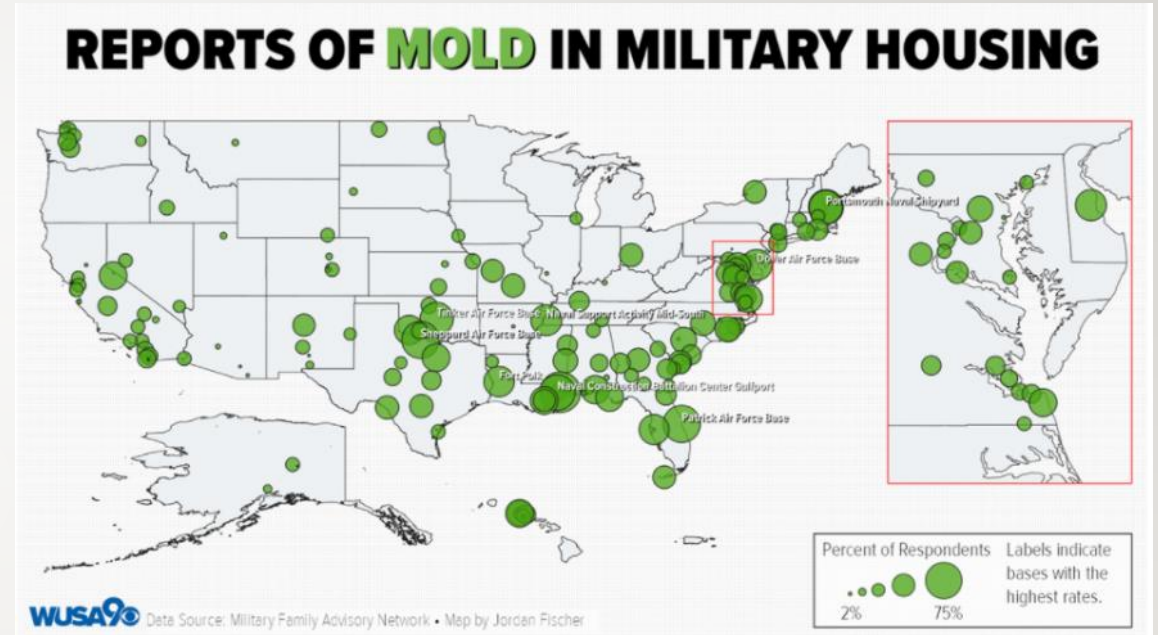 REPORTS OF MOLD IN MILITARY HOUSING
Portsmouth Naval Shipyard
Dover Air Force Base
Tinker Air Force Base
Naval Support Activity Mid-South
Sheppard Air Force Base
Fort Polk
Naval Construction Battalion Center Gulfport
Patrick Air Force Base
Percent of Respondents
2%
75%
Labels indicate
bases with the
highest rates.
WUSA9 Data Source: Military Family Advisory Network • Map by Jordan Fischer